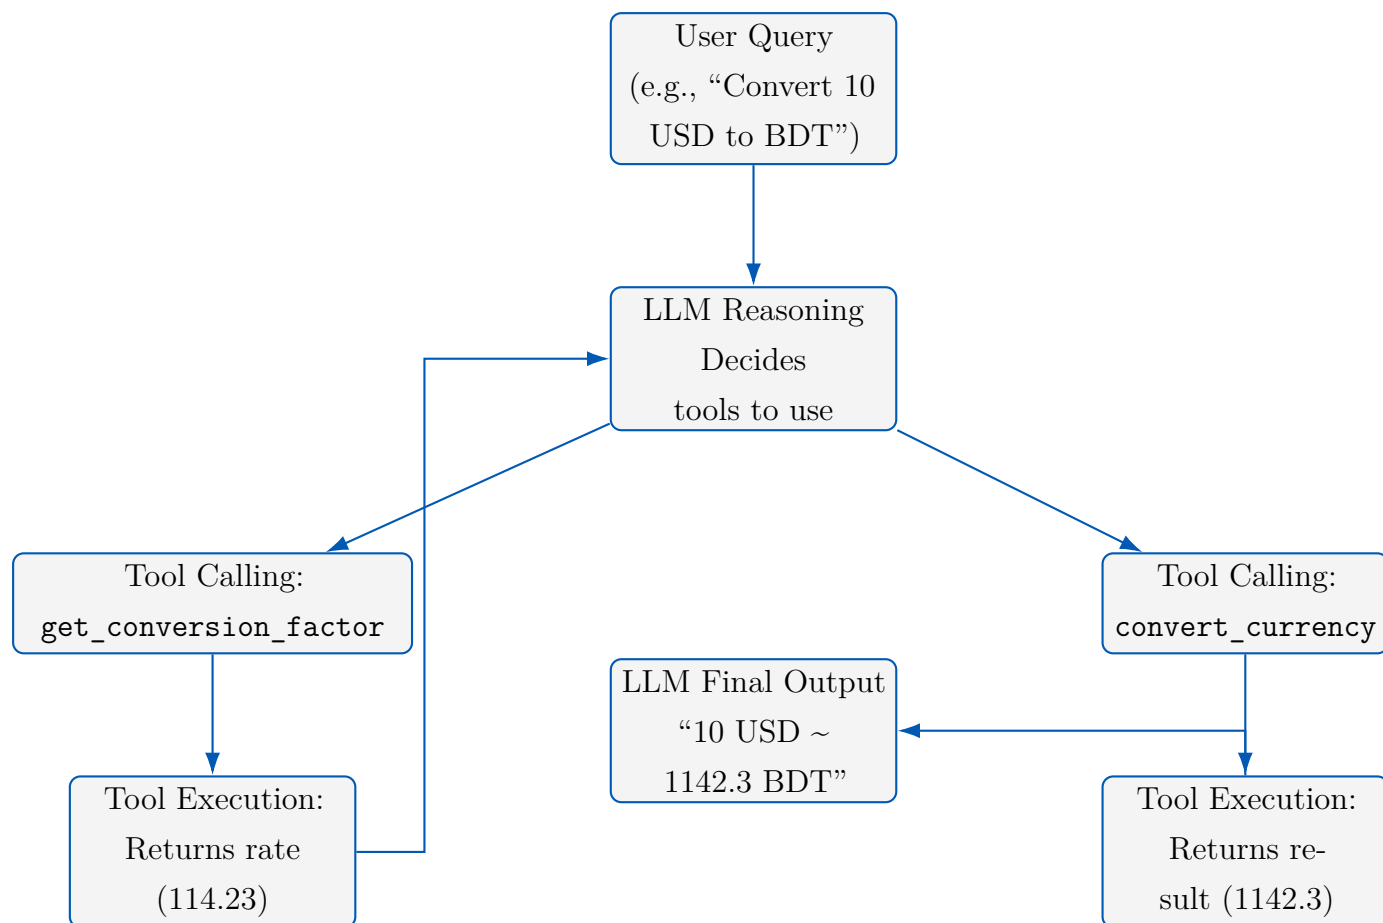 User Query
(e.g., “Convert 10
USD to BDT”)
LLM Reasoning
Decides
tools to use
Tool Calling:
get_conversion_factor
Tool Calling:
convert_currency
LLM Final Output
“10 USD ~
1142.3 BDT”
Tool Execution:
Returns rate
(114.23)
Tool Execution:
Returns re-
sult (1142.3)